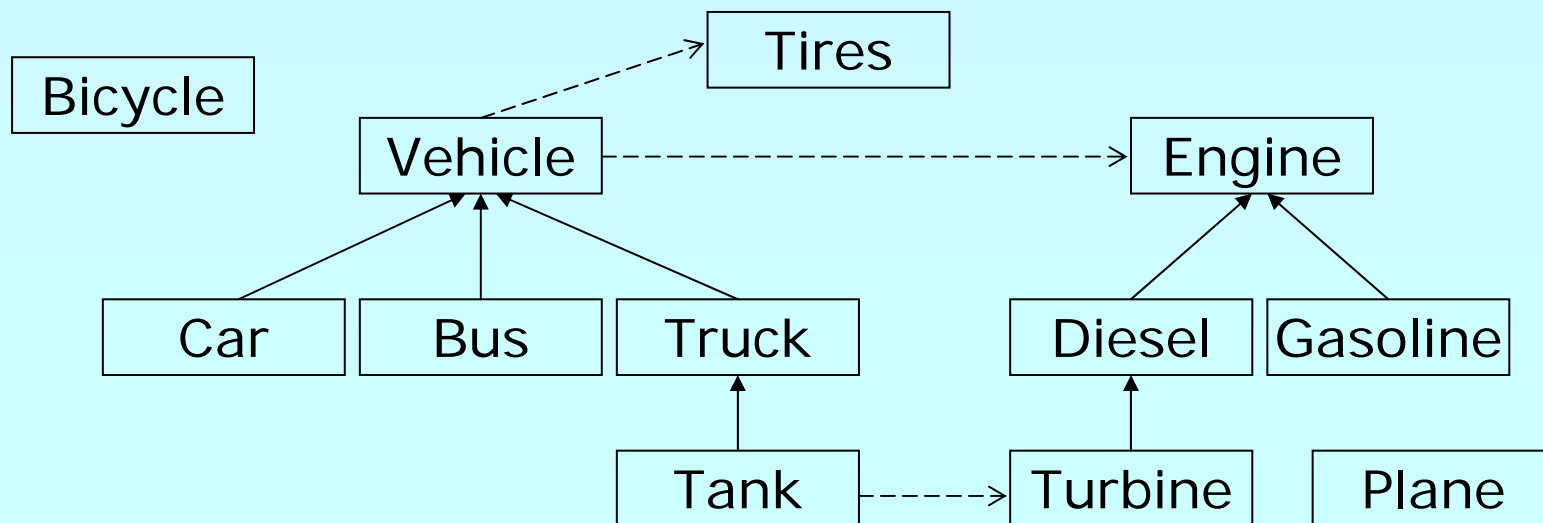 Tires
Bicycle
Vehicle
Engine
Car
Bus
Truck
Diesel
Gasoline
Tank
Turbine
Plane